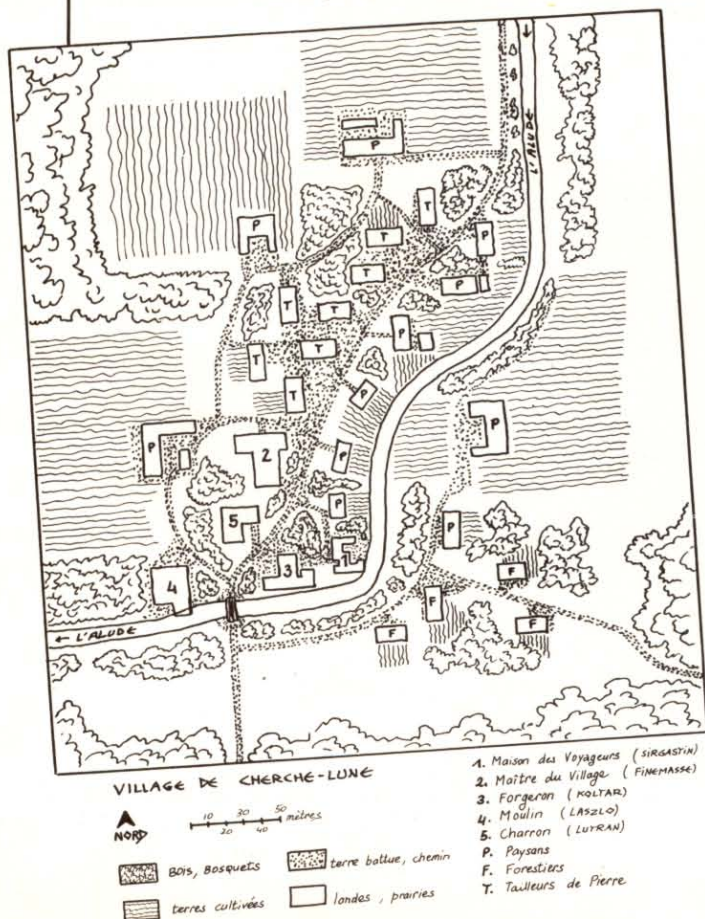 L'ALUDE
P
T
P
T
P
T
P
T
T
P
T
T
P
T
P
P
2
P
P
5
P
1
F
3
4
F
F
F
← L'ALUDE
VILLAGE DE CHERCHE-LUNE
NORD
10 30 50 mètres
20 40
Bois, Bosquets
terre battue, chemin
terres cultivées
landes, prairies
1. Maison des Voyageurs (SIRGASTIN)
2. Maître du Village (FINEMASSE)
3. Forgeron (KOLTAR)
4. Moulin (LASZLO)
5. Charron (LUTRAN)
P. Paysans
F. Forestiers
T. Tailleurs de Pierre